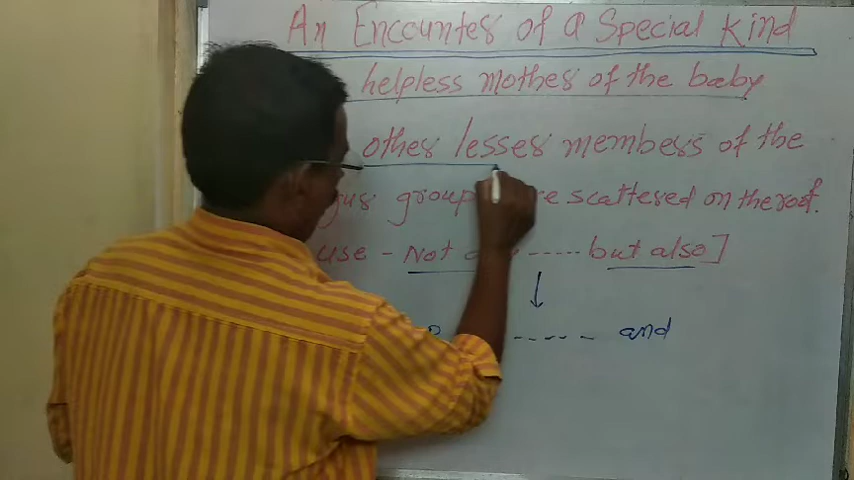 An Encounter of a Special Kind
helpless mother of the baby
other lesser members of the
group scattered on the roof.
use - Not ----- but also]
----- and